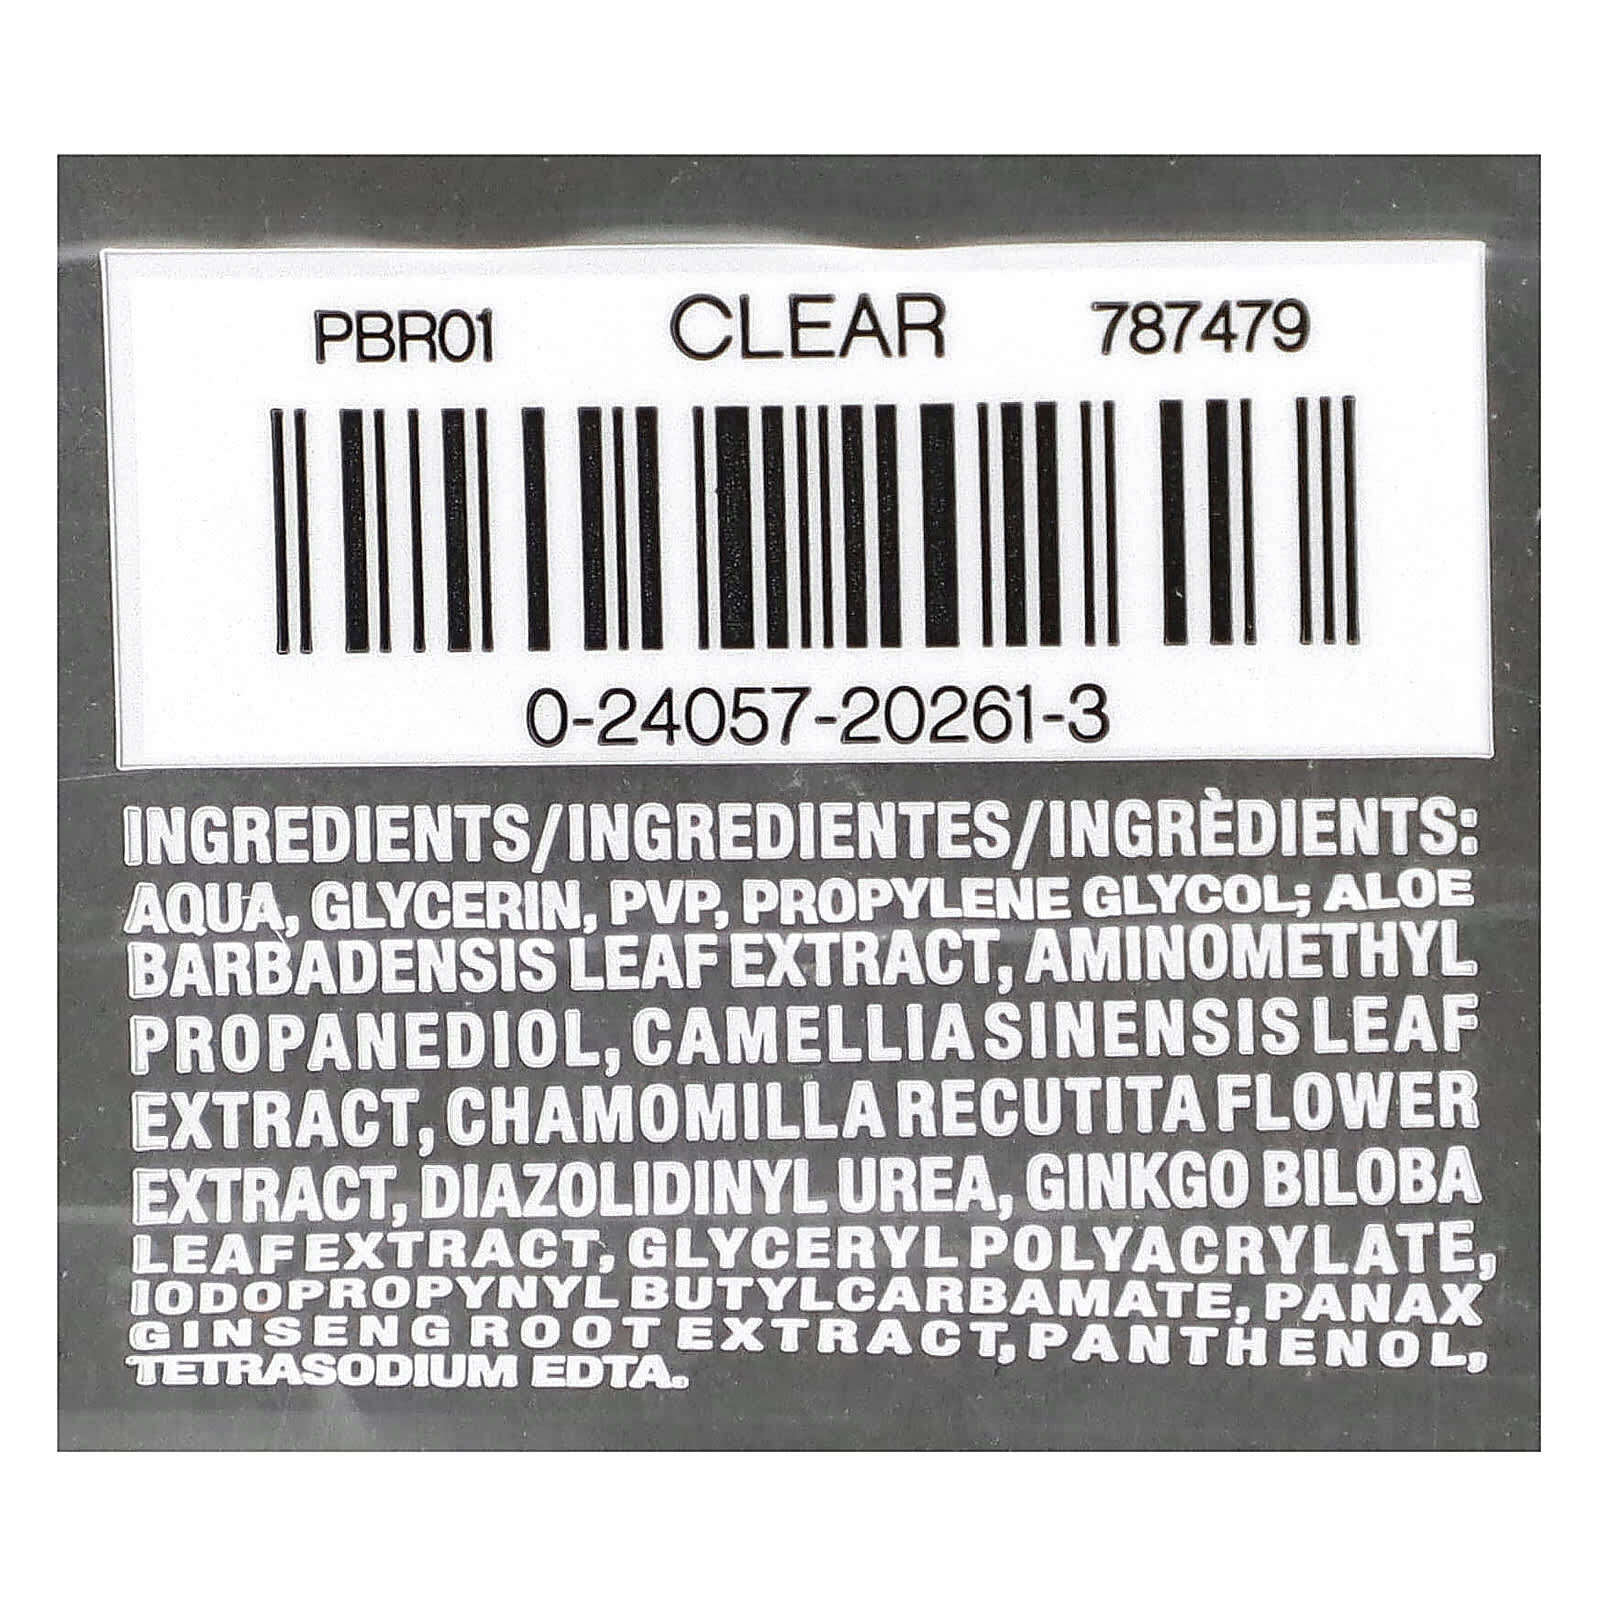 PBR01 CLEAR 787479
0-24057-20261-3
INGREDIENTS/INGREDIENTES/INGRÈDIENTS:
AQUA, GLYCERIN, PVP, PROPYLENE GLYCOL; ALOE
BARBADENSIS LEAF EXTRACT, AMINOMETHYL
PROPANEDIOL, CAMELLIA SINENSIS LEAF
EXTRACT, CHAMOMILLA RECUTITA FLOWER
EXTRACT, DIAZOLIDINYL UREA, GINKGO BILOBA
LEAF EXTRACT, GLYCERYL POLYACRYLATE,
IODOPROPYNYL BUTYLCARBAMATE, PANAX
GINSENG ROOT EXTRACT, PANTHENOL,
TETRASODIUM EDTA.